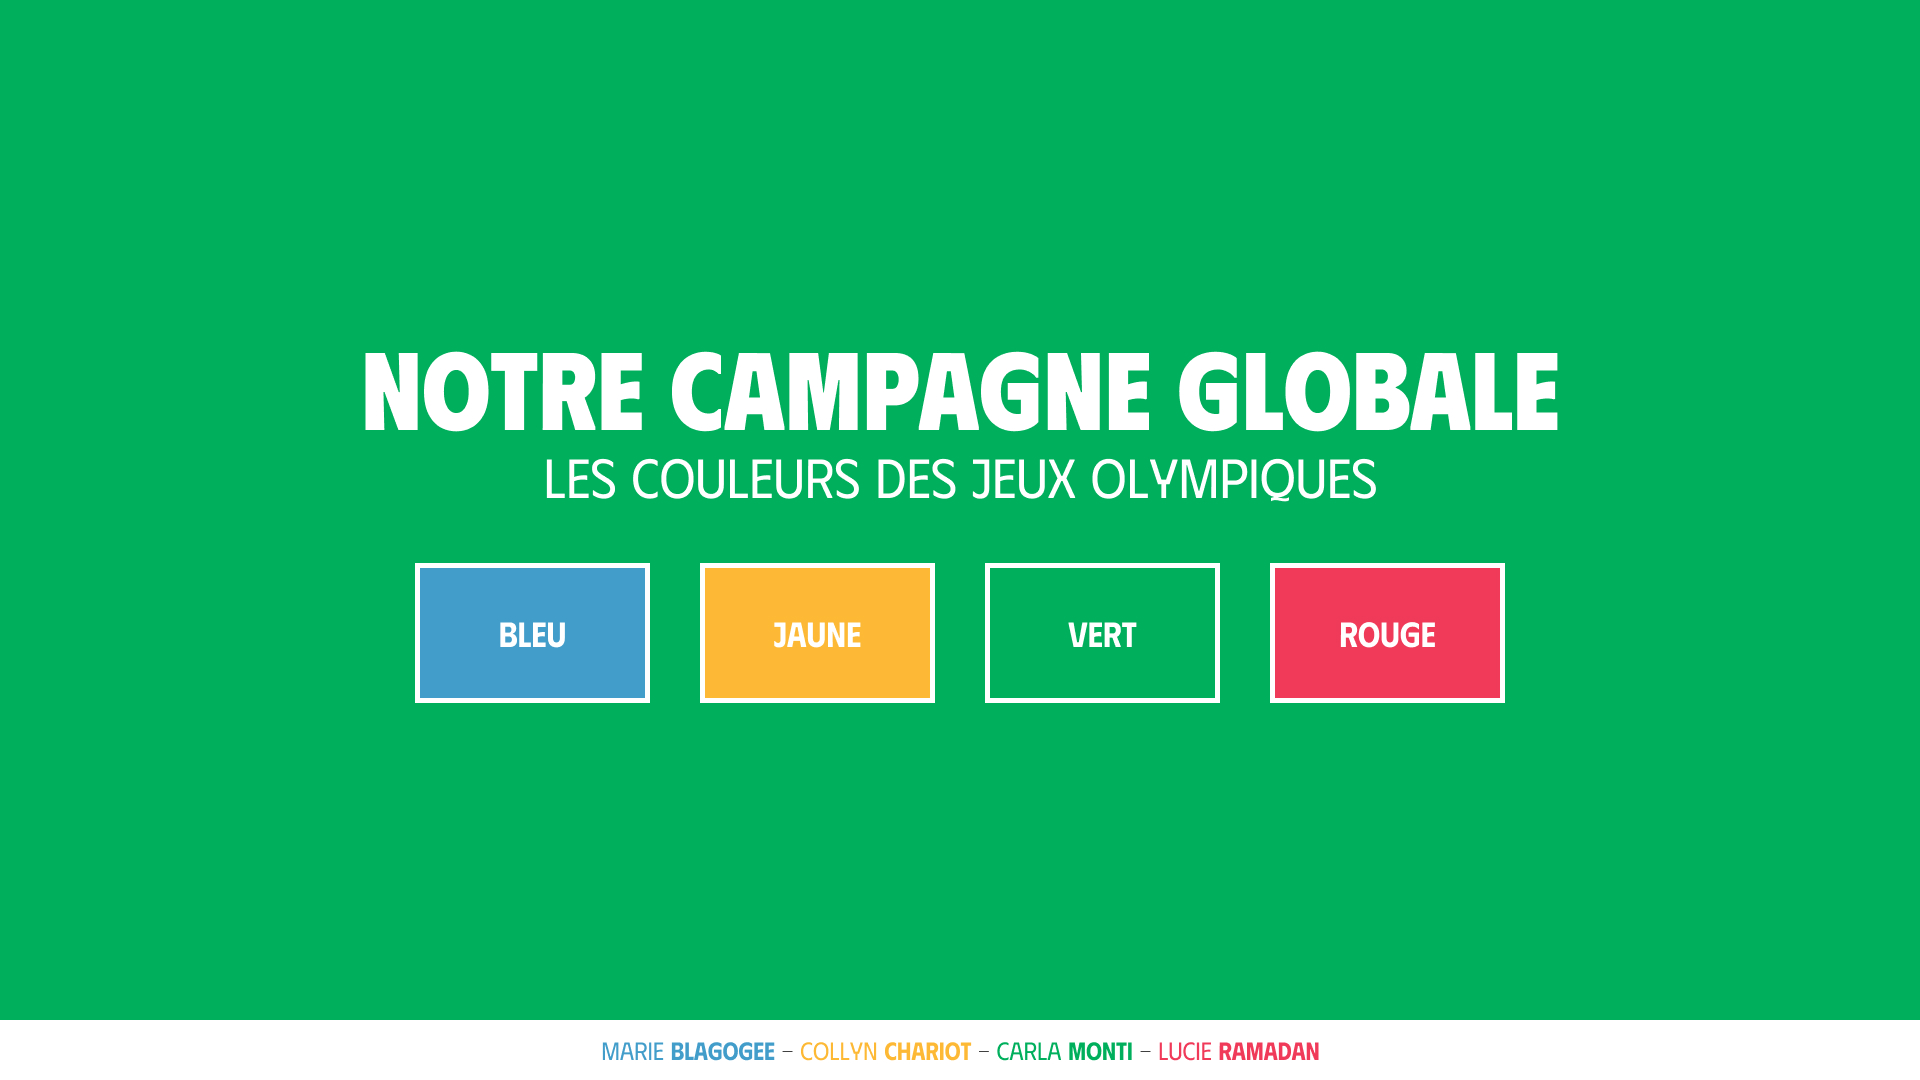 NOTRE CAMPAGNE GLOBALE
LES COULEURS DES JEUX OLYMPIQUES
BLEU
JAUNE
VERT
ROUGE
MARIE BLAGOGEE – COLLYN CHARIOT – CARLA MONTI – LUCIE RAMADAN